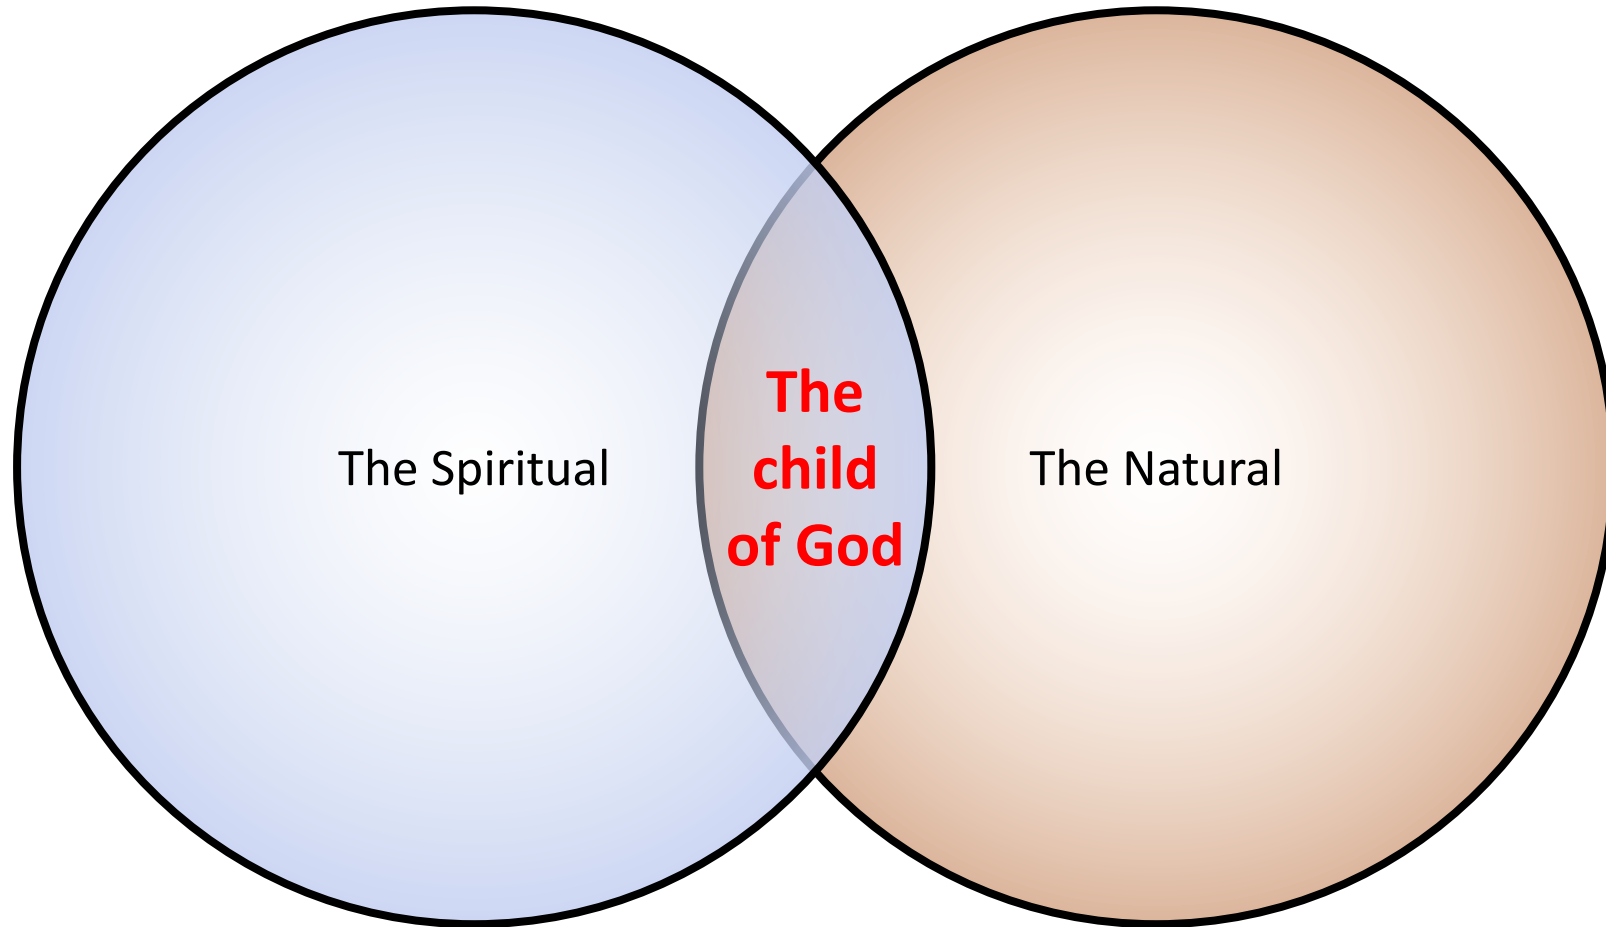 The Spiritual
The
child
of God
The Natural